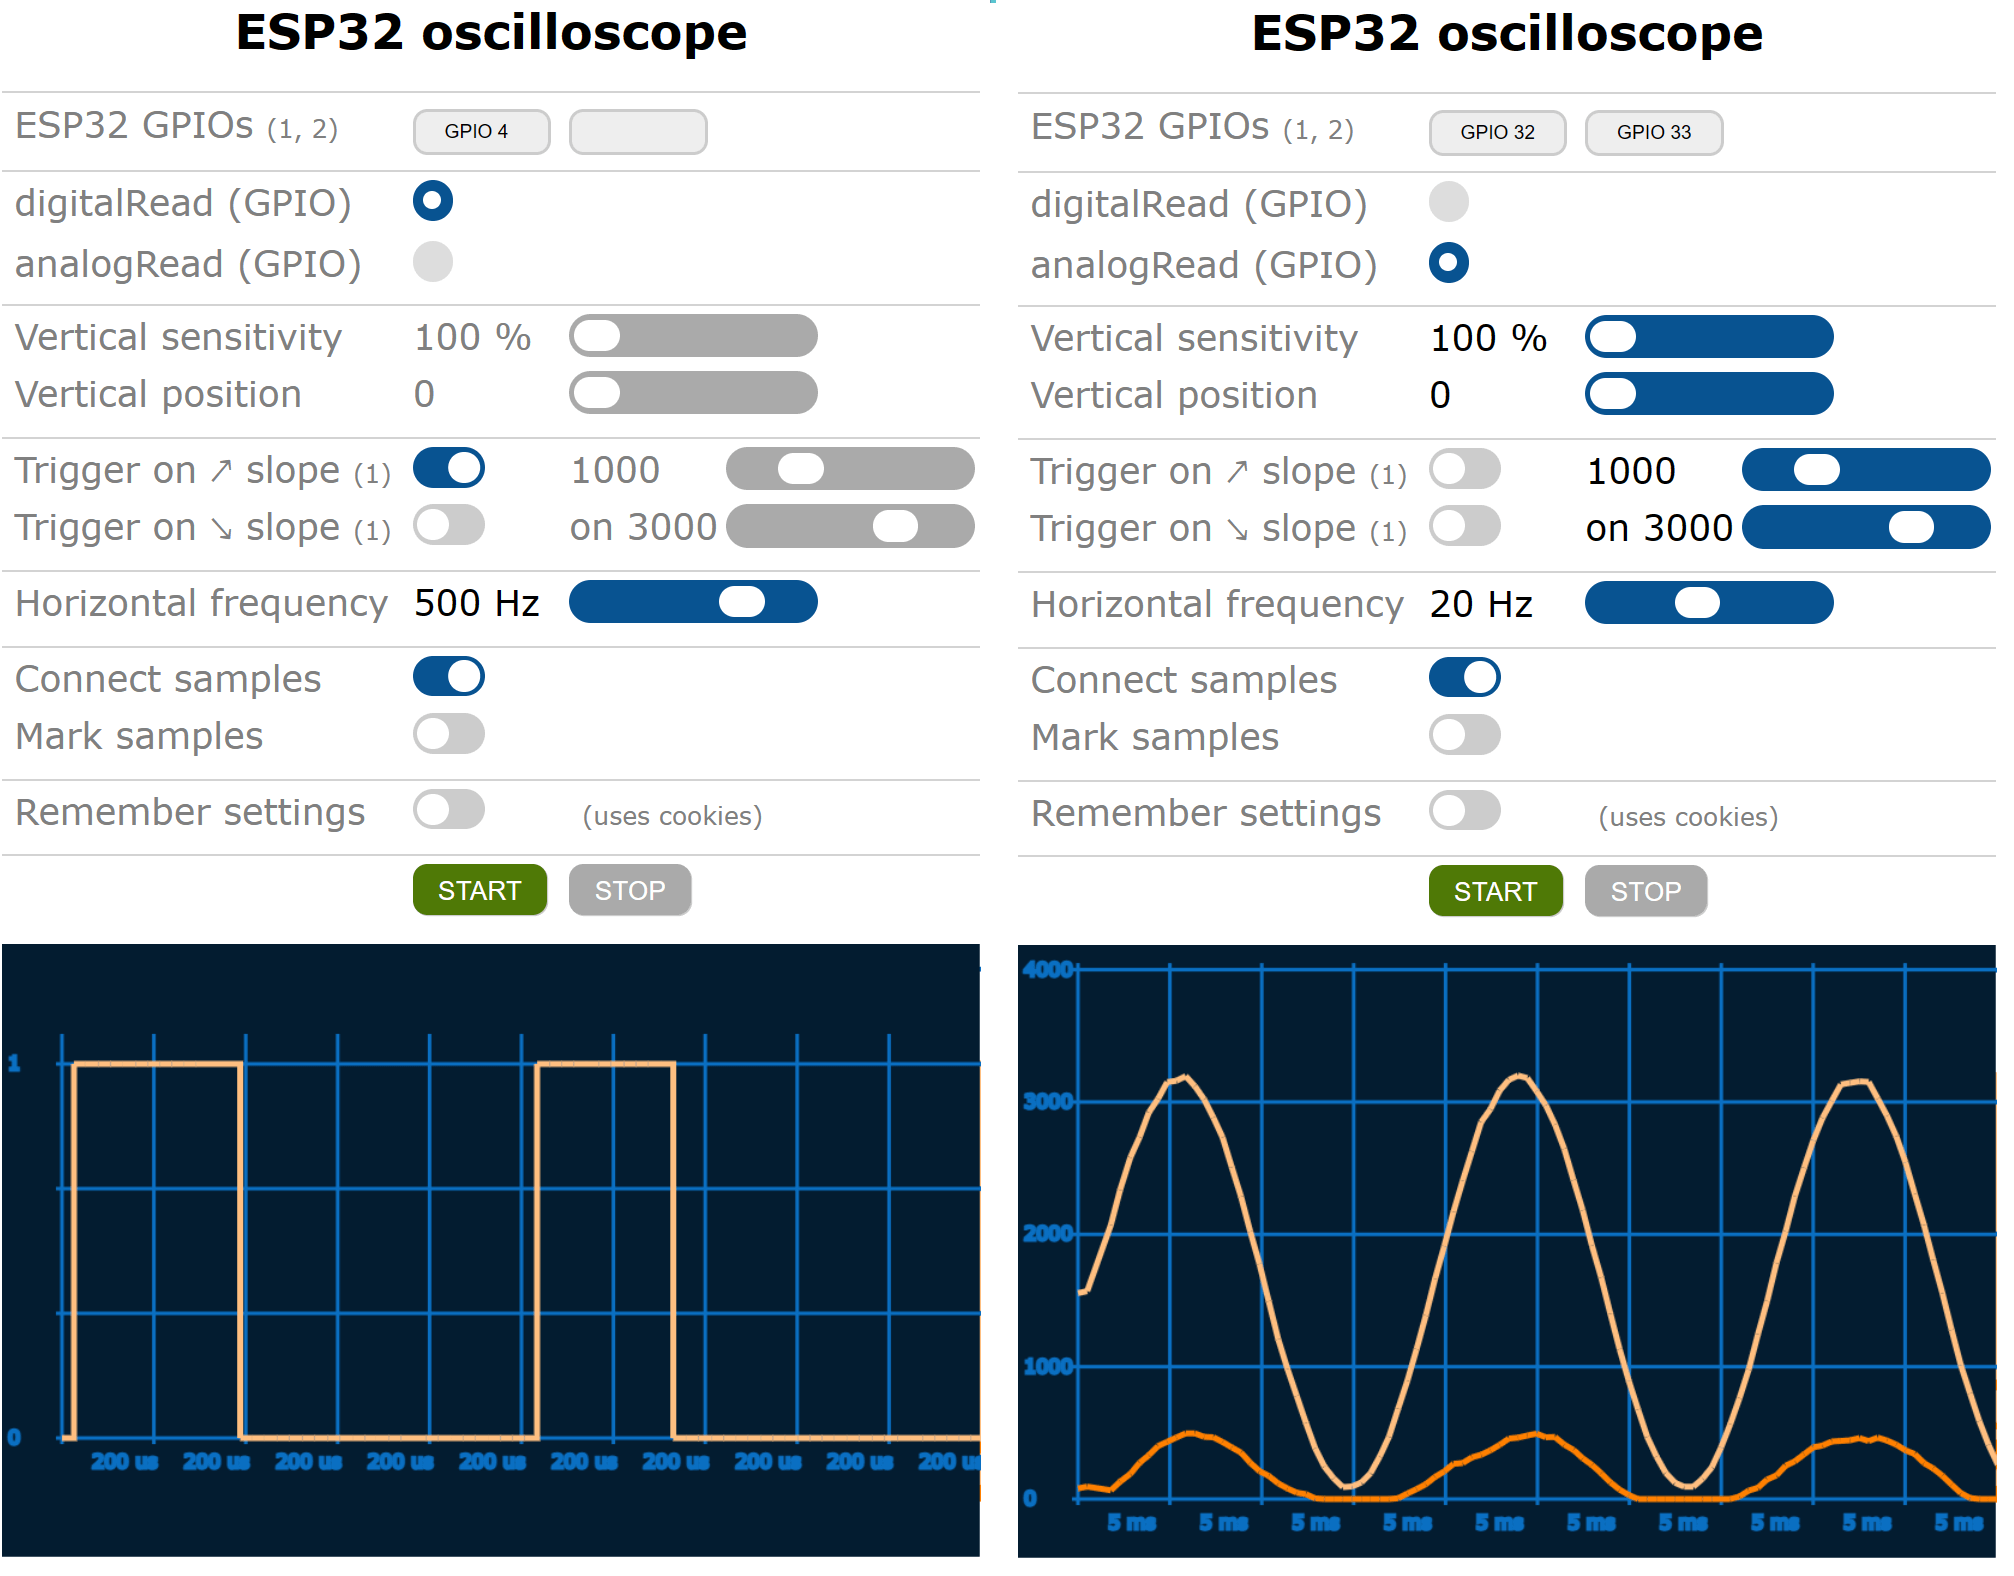 ESP32 oscilloscope
ESP32 GPIOs (1, 2) GPIO 4
digitalRead (GPIO)
analogRead (GPIO)
Vertical sensitivity 100 %
Vertical position 0
Trigger on ↗ slope (1) 1000
Trigger on ↘ slope (1) on 3000
Horizontal frequency 500 Hz
Connect samples
Mark samples
Remember settings (uses cookies)
START STOP
1
0
200 us 200 us 200 us 200 us 200 us 200 us 200 us 200 us 200 us 200 us
ESP32 oscilloscope
ESP32 GPIOs (1, 2) GPIO 32 GPIO 33
digitalRead (GPIO)
analogRead (GPIO)
Vertical sensitivity 100 %
Vertical position 0
Trigger on ↗ slope (1) 1000
Trigger on ↘ slope (1) on 3000
Horizontal frequency 20 Hz
Connect samples
Mark samples
Remember settings (uses cookies)
START STOP
4000
3000
2000
1000
0
5 ms 5 ms 5 ms 5 ms 5 ms 5 ms 5 ms 5 ms 5 ms 5 ms